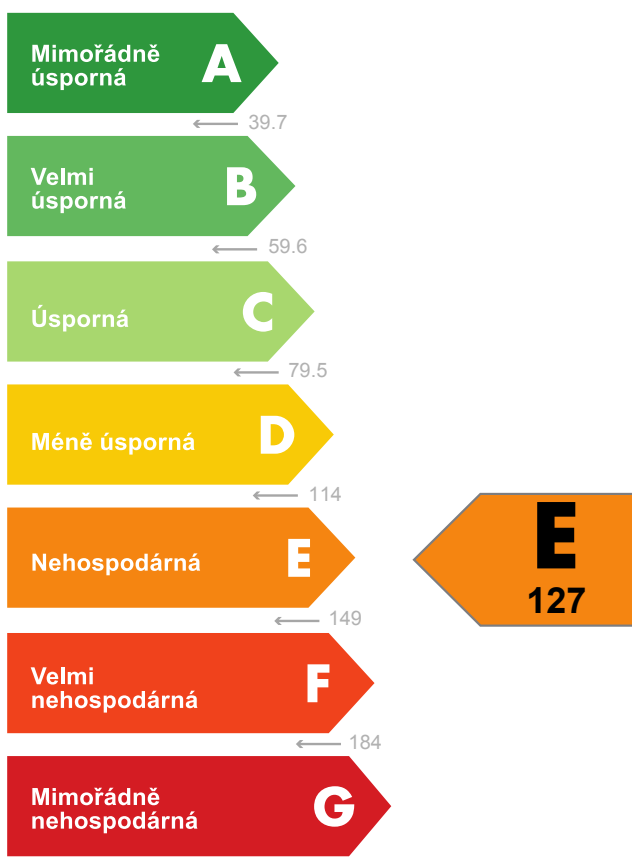 Mimořádně
úsporná
A
39.7
Velmi
úsporná
B
59.6
Úsporná
C
79.5
Méně úsporná
D
114
Nehospodárná
E
E
127
149
Velmi
nehospodárná
F
184
Mimořádně
nehospodárná
G